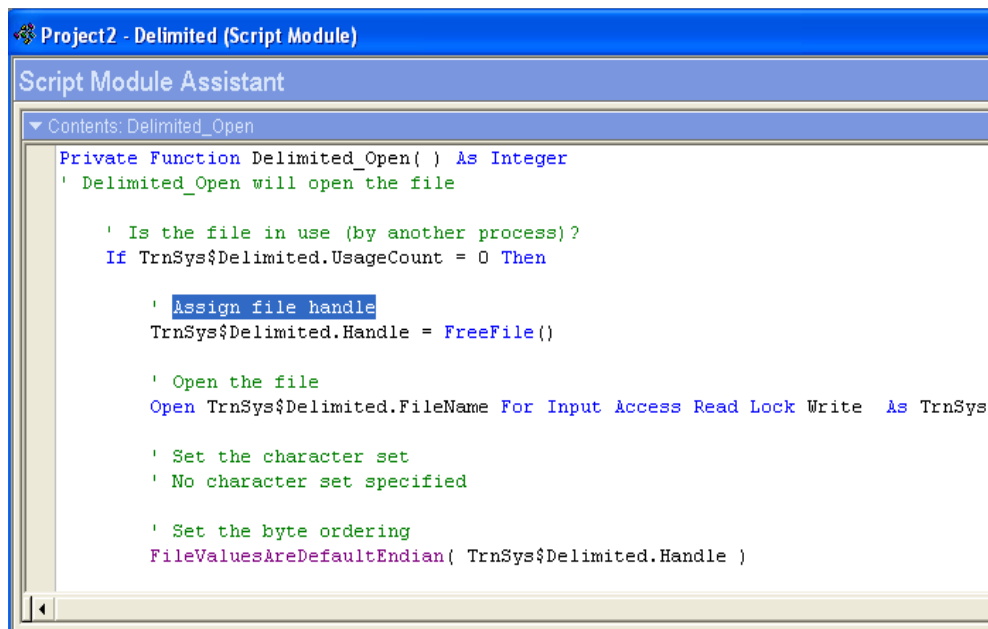 Project2 - Delimited (Script Module)
Script Module Assistant
Contents: Delimited_Open
Private Function Delimited_Open( ) As Integer
' Delimited_Open will open the file
' Is the file in use (by another process)?
If TrnSys$Delimited.UsageCount = 0 Then
' Assign file handle
TrnSys$Delimited.Handle = FreeFile()
' Open the file
Open TrnSys$Delimited.FileName For Input Access Read Lock Write  As TrnSys
' Set the character set
' No character set specified
' Set the byte ordering
FileValuesAreDefaultEndian( TrnSys$Delimited.Handle )